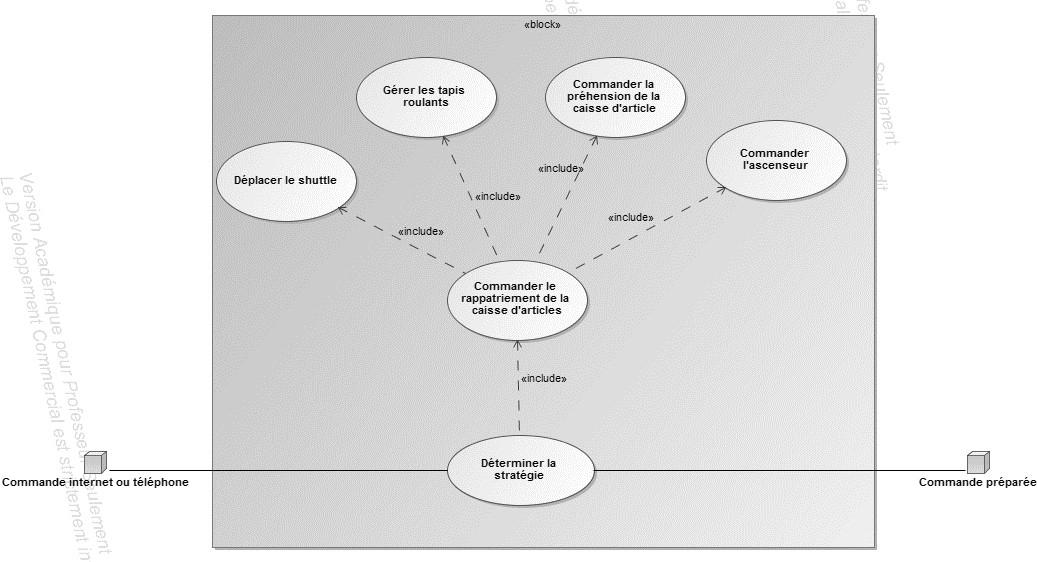 «block»
Gérer les tapis
roulants
Commander la
préhension de la
caisse d'article
Commander
l'ascenseur
Déplacer le shuttle
«include»
«include»
«include»
«include»
Commander le
rappatriement de la
caisse d'articles
«include»
Déterminer la
stratégie
Commande internet ou téléphone
Commande préparée
Version Académique pour Professeur Seulement
Le Développement Commercial est strictement in
Seulement